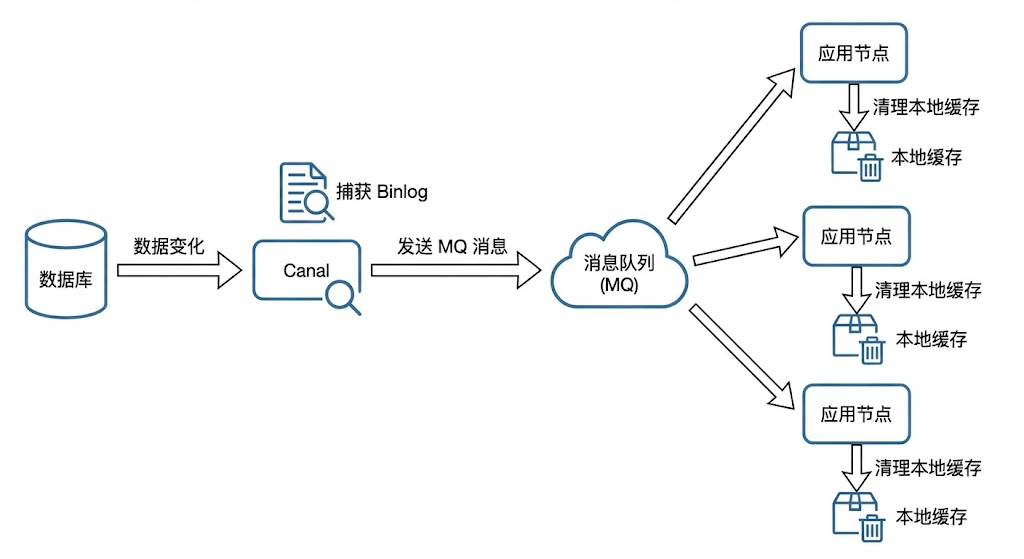 数据库
数据变化
捕获 Binlog
Canal
发送 MQ 消息
消息队列
(MQ)
应用节点
清理本地缓存
本地缓存
应用节点
清理本地缓存
本地缓存
应用节点
清理本地缓存
本地缓存